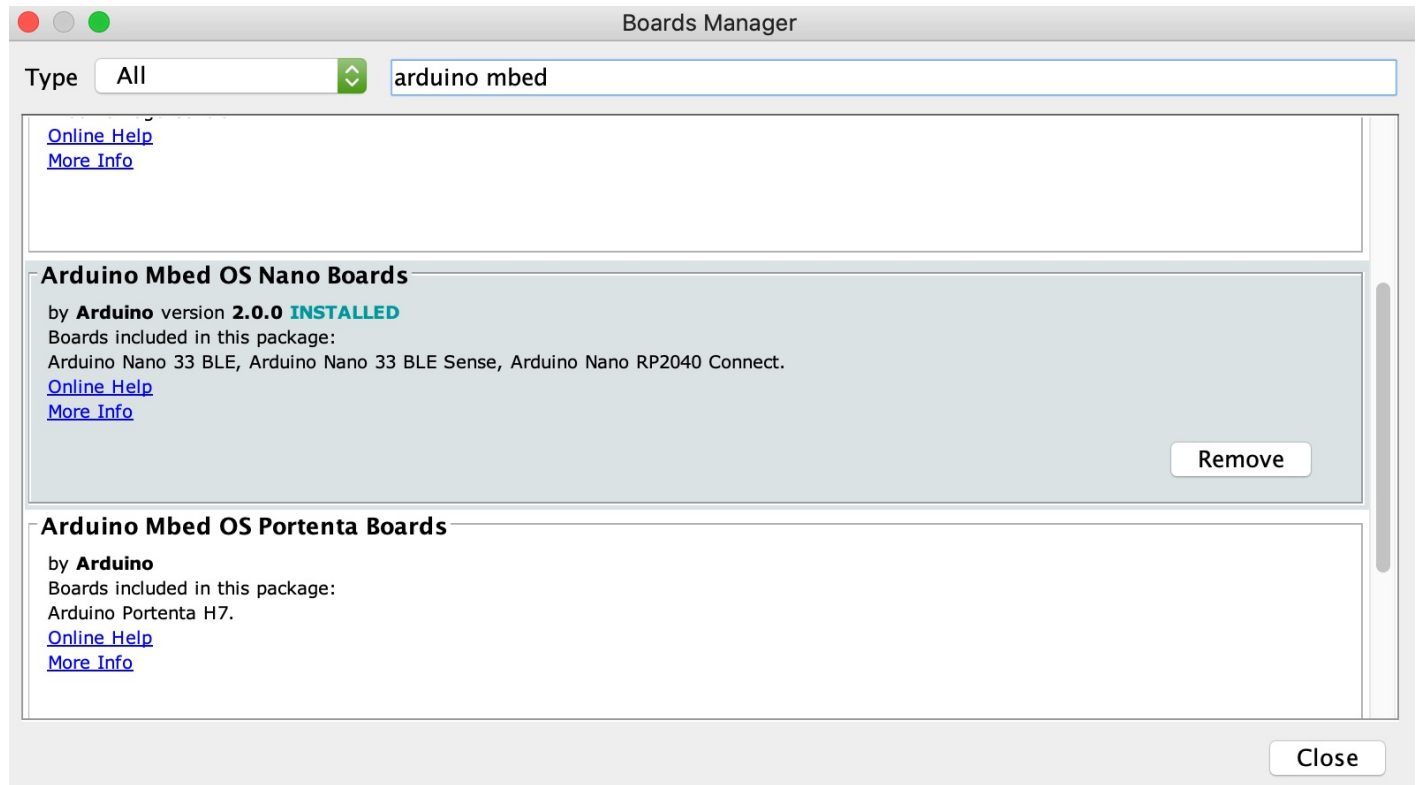 Boards Manager
Type All arduino mbed
Online Help
More Info
Arduino Mbed OS Nano Boards
by Arduino version 2.0.0 INSTALLED
Boards included in this package:
Arduino Nano 33 BLE, Arduino Nano 33 BLE Sense, Arduino Nano RP2040 Connect.
Online Help
More Info
Remove
Arduino Mbed OS Portenta Boards
by Arduino
Boards included in this package:
Arduino Portenta H7.
Online Help
More Info
Close